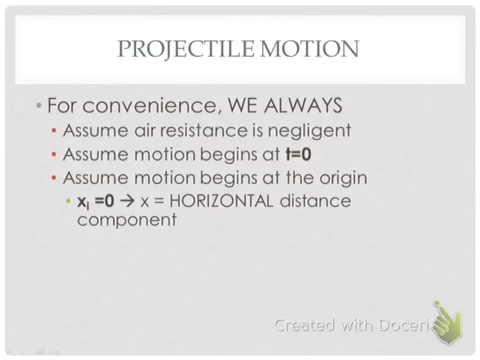 PROJECTILE MOTION
• For convenience, WE ALWAYS
• Assume air resistance is negligent
• Assume motion begins at t=0
• Assume motion begins at the origin
• xᵢ =0 → x = HORIZONTAL distance
component
Created with Doceri